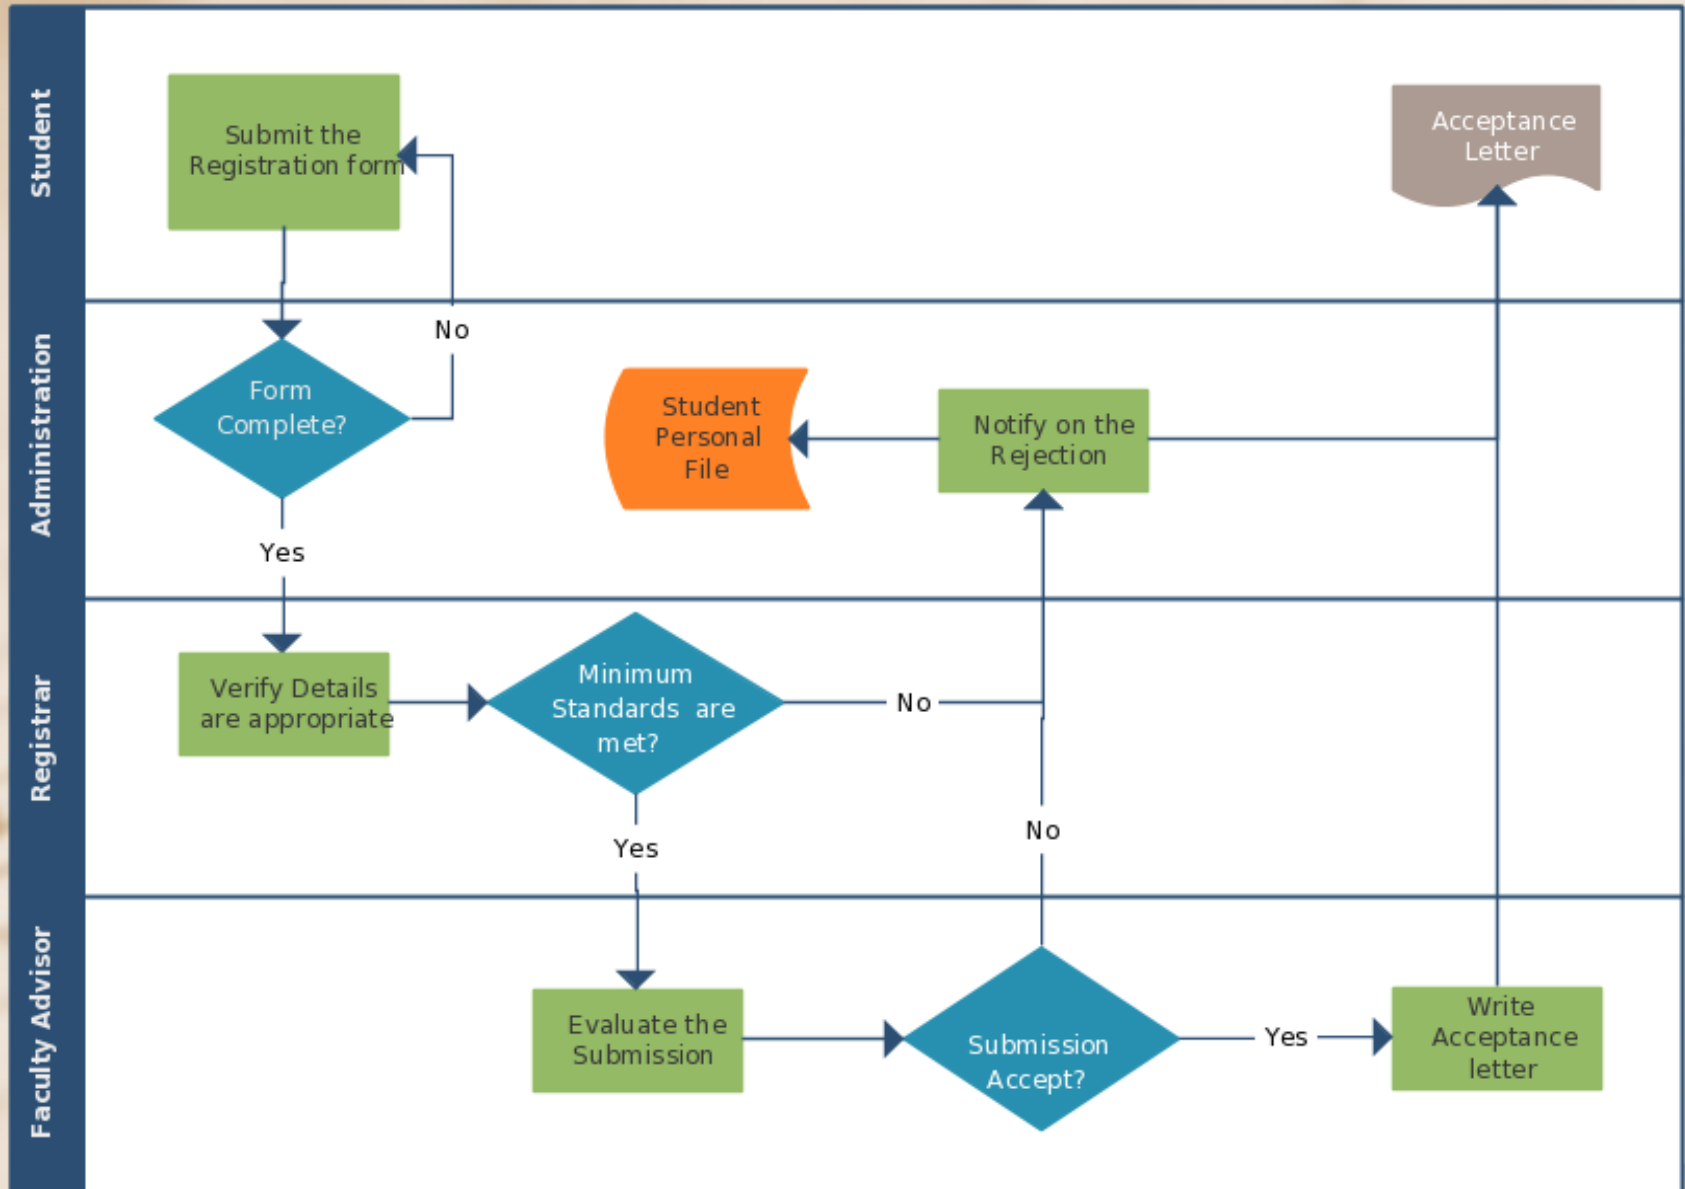 Student
Submit the
Registration form
Acceptance
Letter
Administration
No
Form
Complete?
Student
Personal
File
Notify on the
Rejection
Yes
Registrar
Verify Details
are appropriate
Minimum
Standards are
met?
No
Yes
No
Faculty Advisor
Evaluate the
Submission
Submission
Accept?
Yes
Write
Acceptance
letter